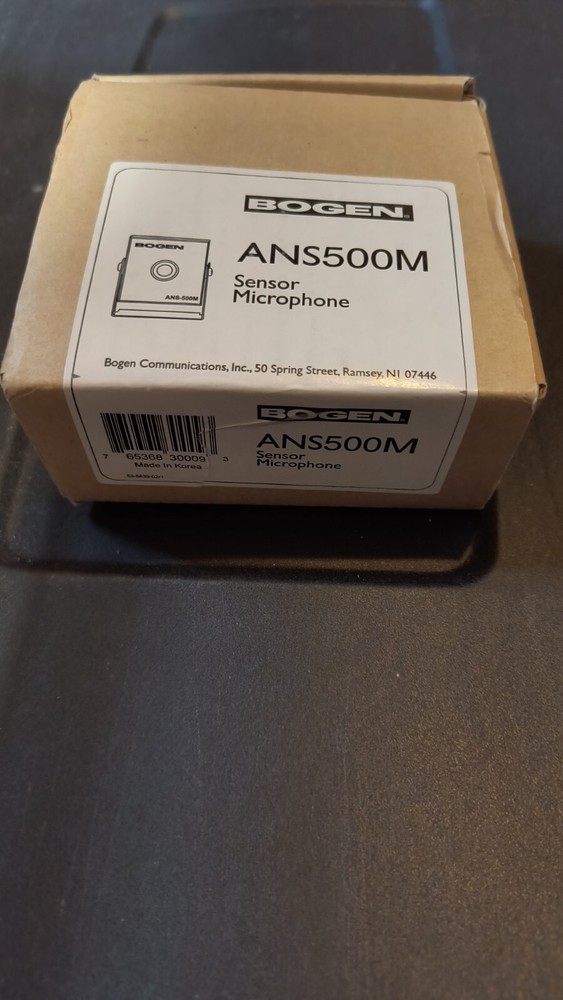 BOGEN
ANS500M
Sensor
Microphone
BOGEN
ANS-500M
Bogen Communications, Inc., 50 Spring Street, Ramsey, NJ 07446
BOGEN
ANS500M
Sensor
Microphone
7 65368 30009 3
Made in Korea